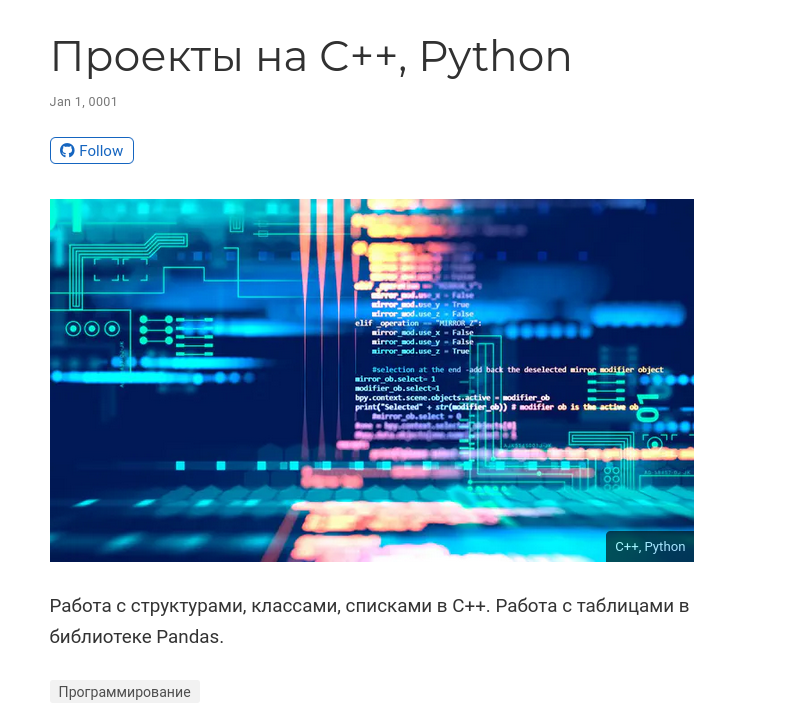 Проекты на C++, Python
Jan 1, 0001
Follow
elif _operation == "MIRROR_Y":
mirror_mod.use_x = False
mirror_mod.use_y = True
mirror_mod.use_z = False
elif _operation == "MIRROR_Z":
mirror_mod.use_x = False
mirror_mod.use_y = False
mirror_mod.use_z = True
#selection at the end -add back the deselected mirror modifier object
mirror_ob.select= 1
modifier_ob.select=1
bpy.context.scene.objects.active = modifier_ob
print("Selected" + str(modifier_ob)) # modifier ob is the active ob
#mirror_ob.select = 0
01
C++, Python
Работа с структурами, классами, списками в C++. Работа с таблицами в
библиотеке Pandas.
Программирование